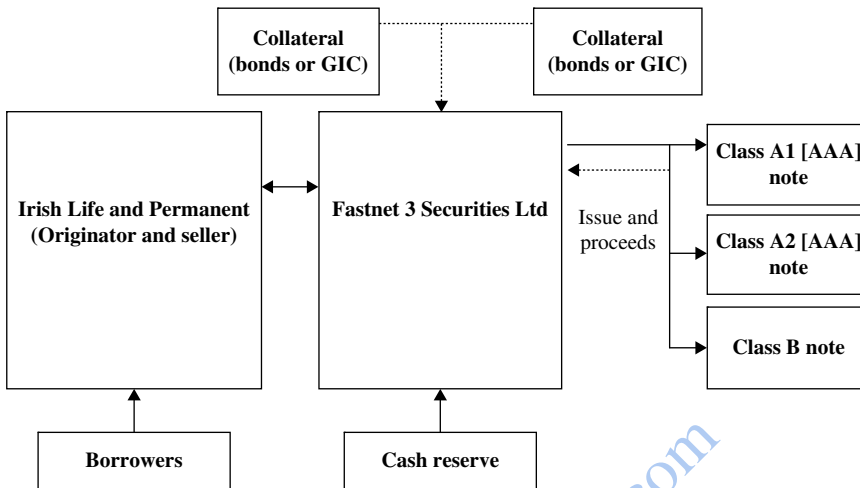 Collateral
(bonds or GIC)
Collateral
(bonds or GIC)
Irish Life and Permanent
(Originator and seller)
Fastnet 3 Securities Ltd
Issue and
proceeds
Class A1 [AAA]
note
Class A2 [AAA]
note
Class B note
Borrowers
Cash reserve
com